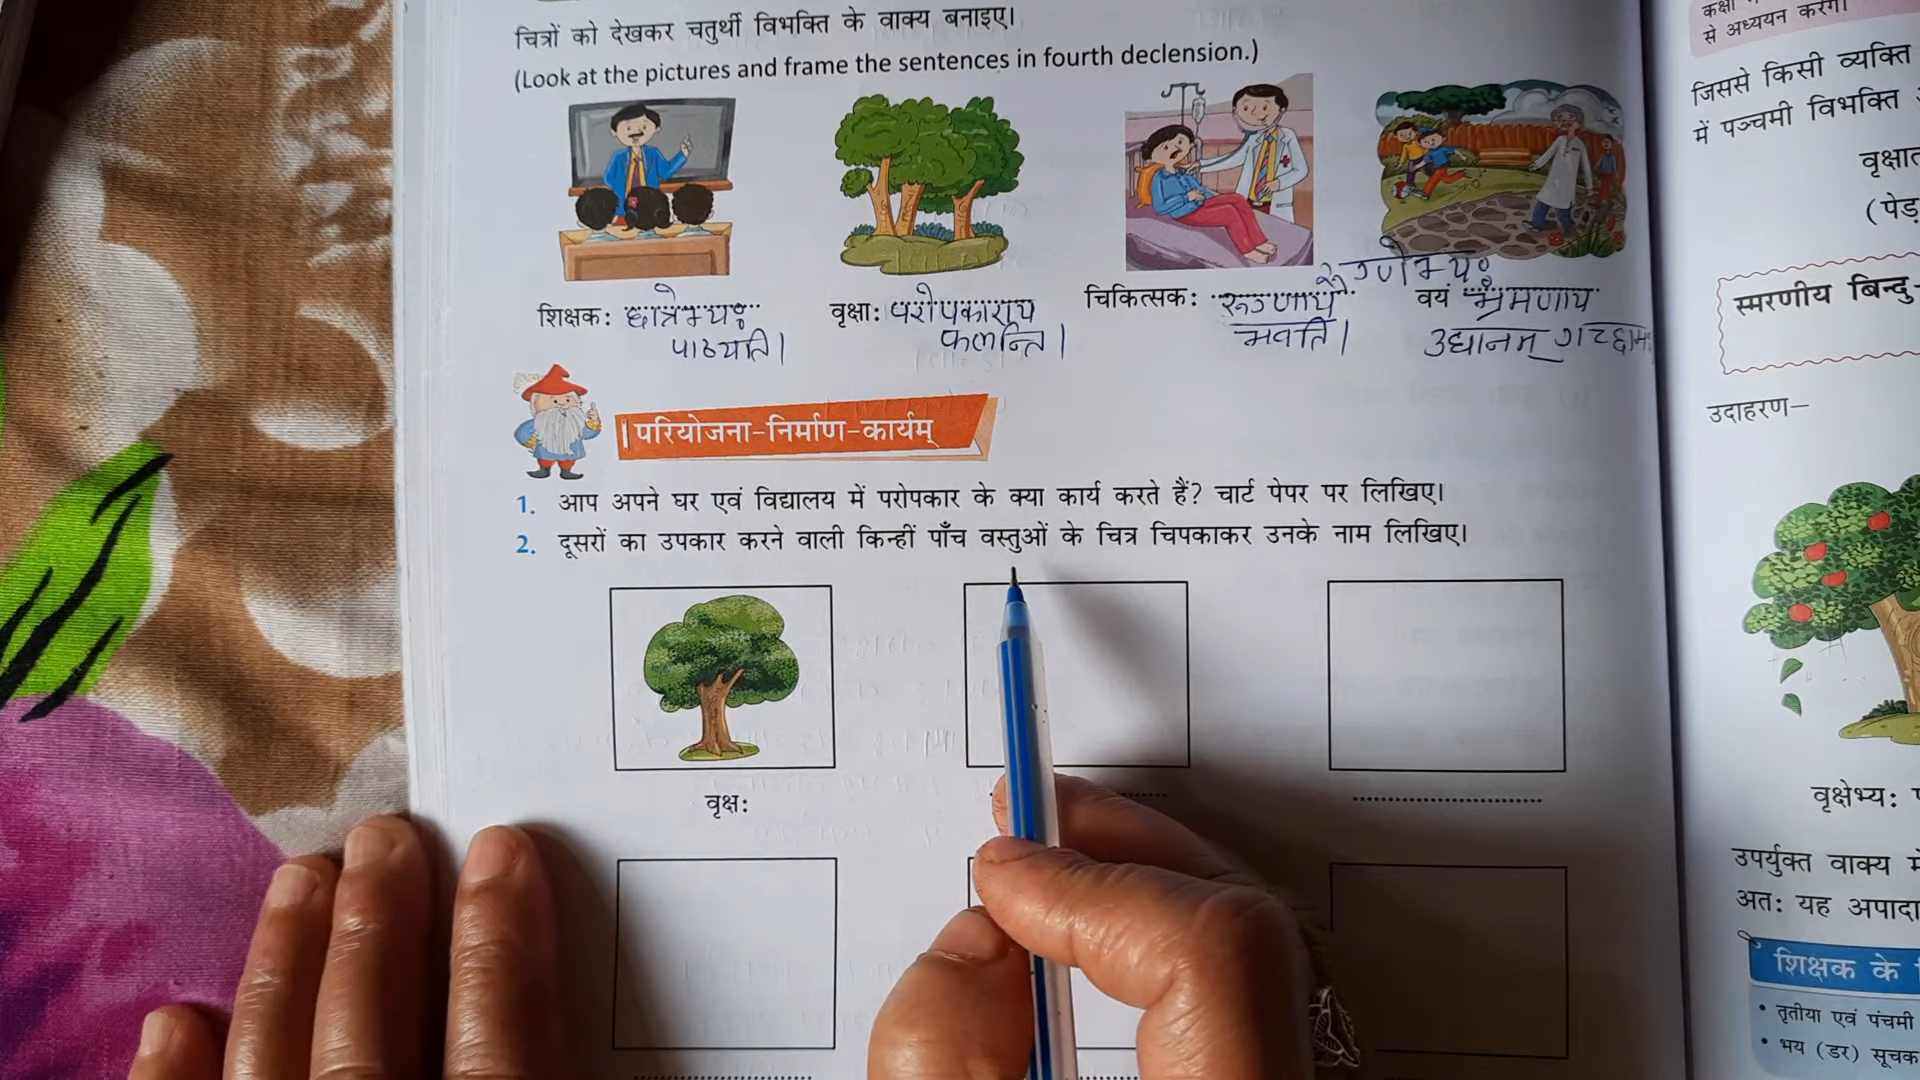 चित्रों को देखकर चतुर्थी विभक्ति के वाक्य बनाइए।
(Look at the pictures and frame the sentences in fourth declension.)
शिक्षकः छात्रेभ्यः
पाठयति।
वृक्षाः परोपकाराय
फलन्ति।
चिकित्सकः रूग्णाय
भवति।
वयं भ्रमणाय
उद्यानम् गच्छामः
परियोजना-निर्माण-कार्यम्
1. आप अपने घर एवं विद्यालय में परोपकार के क्या कार्य करते हैं? चार्ट पेपर पर लिखिए।
2. दूसरों का उपकार करने वाली किन्हीं पाँच वस्तुओं के चित्र चिपकाकर उनके नाम लिखिए।
वृक्षः
कक्षा
से अध्ययन करेगा।
जिससे किसी व्यक्ति
में पञ्चमी विभक्ति
(पेड़
स्मरणीय बिन्दु-
उदाहरण–
वृक्षेभ्यः
उपर्युक्त वाक्य में
अतः यह अपादा
शिक्षक के
• तृतीया एवं पंचमी
• भय (डर) सूचक